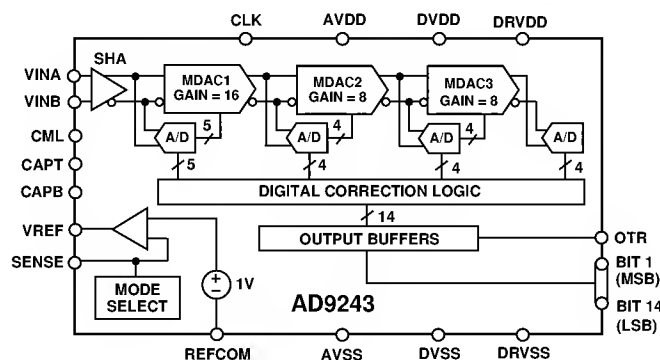 CLK AVDD DVDD DRVDD
SHA
VINA
VINB
MDAC1
GAIN = 16
MDAC2
GAIN = 8
MDAC3
GAIN = 8
CML
A/D 5
A/D 4
A/D 4
A/D
CAPT
5 4 4 4
CAPB
DIGITAL CORRECTION LOGIC
14
VREF
OUTPUT BUFFERS
OTR
SENSE
BIT 1
(MSB)
MODE
SELECT
1V
AD9243
BIT 14
(LSB)
REFCOM AVSS DVSS DRVSS